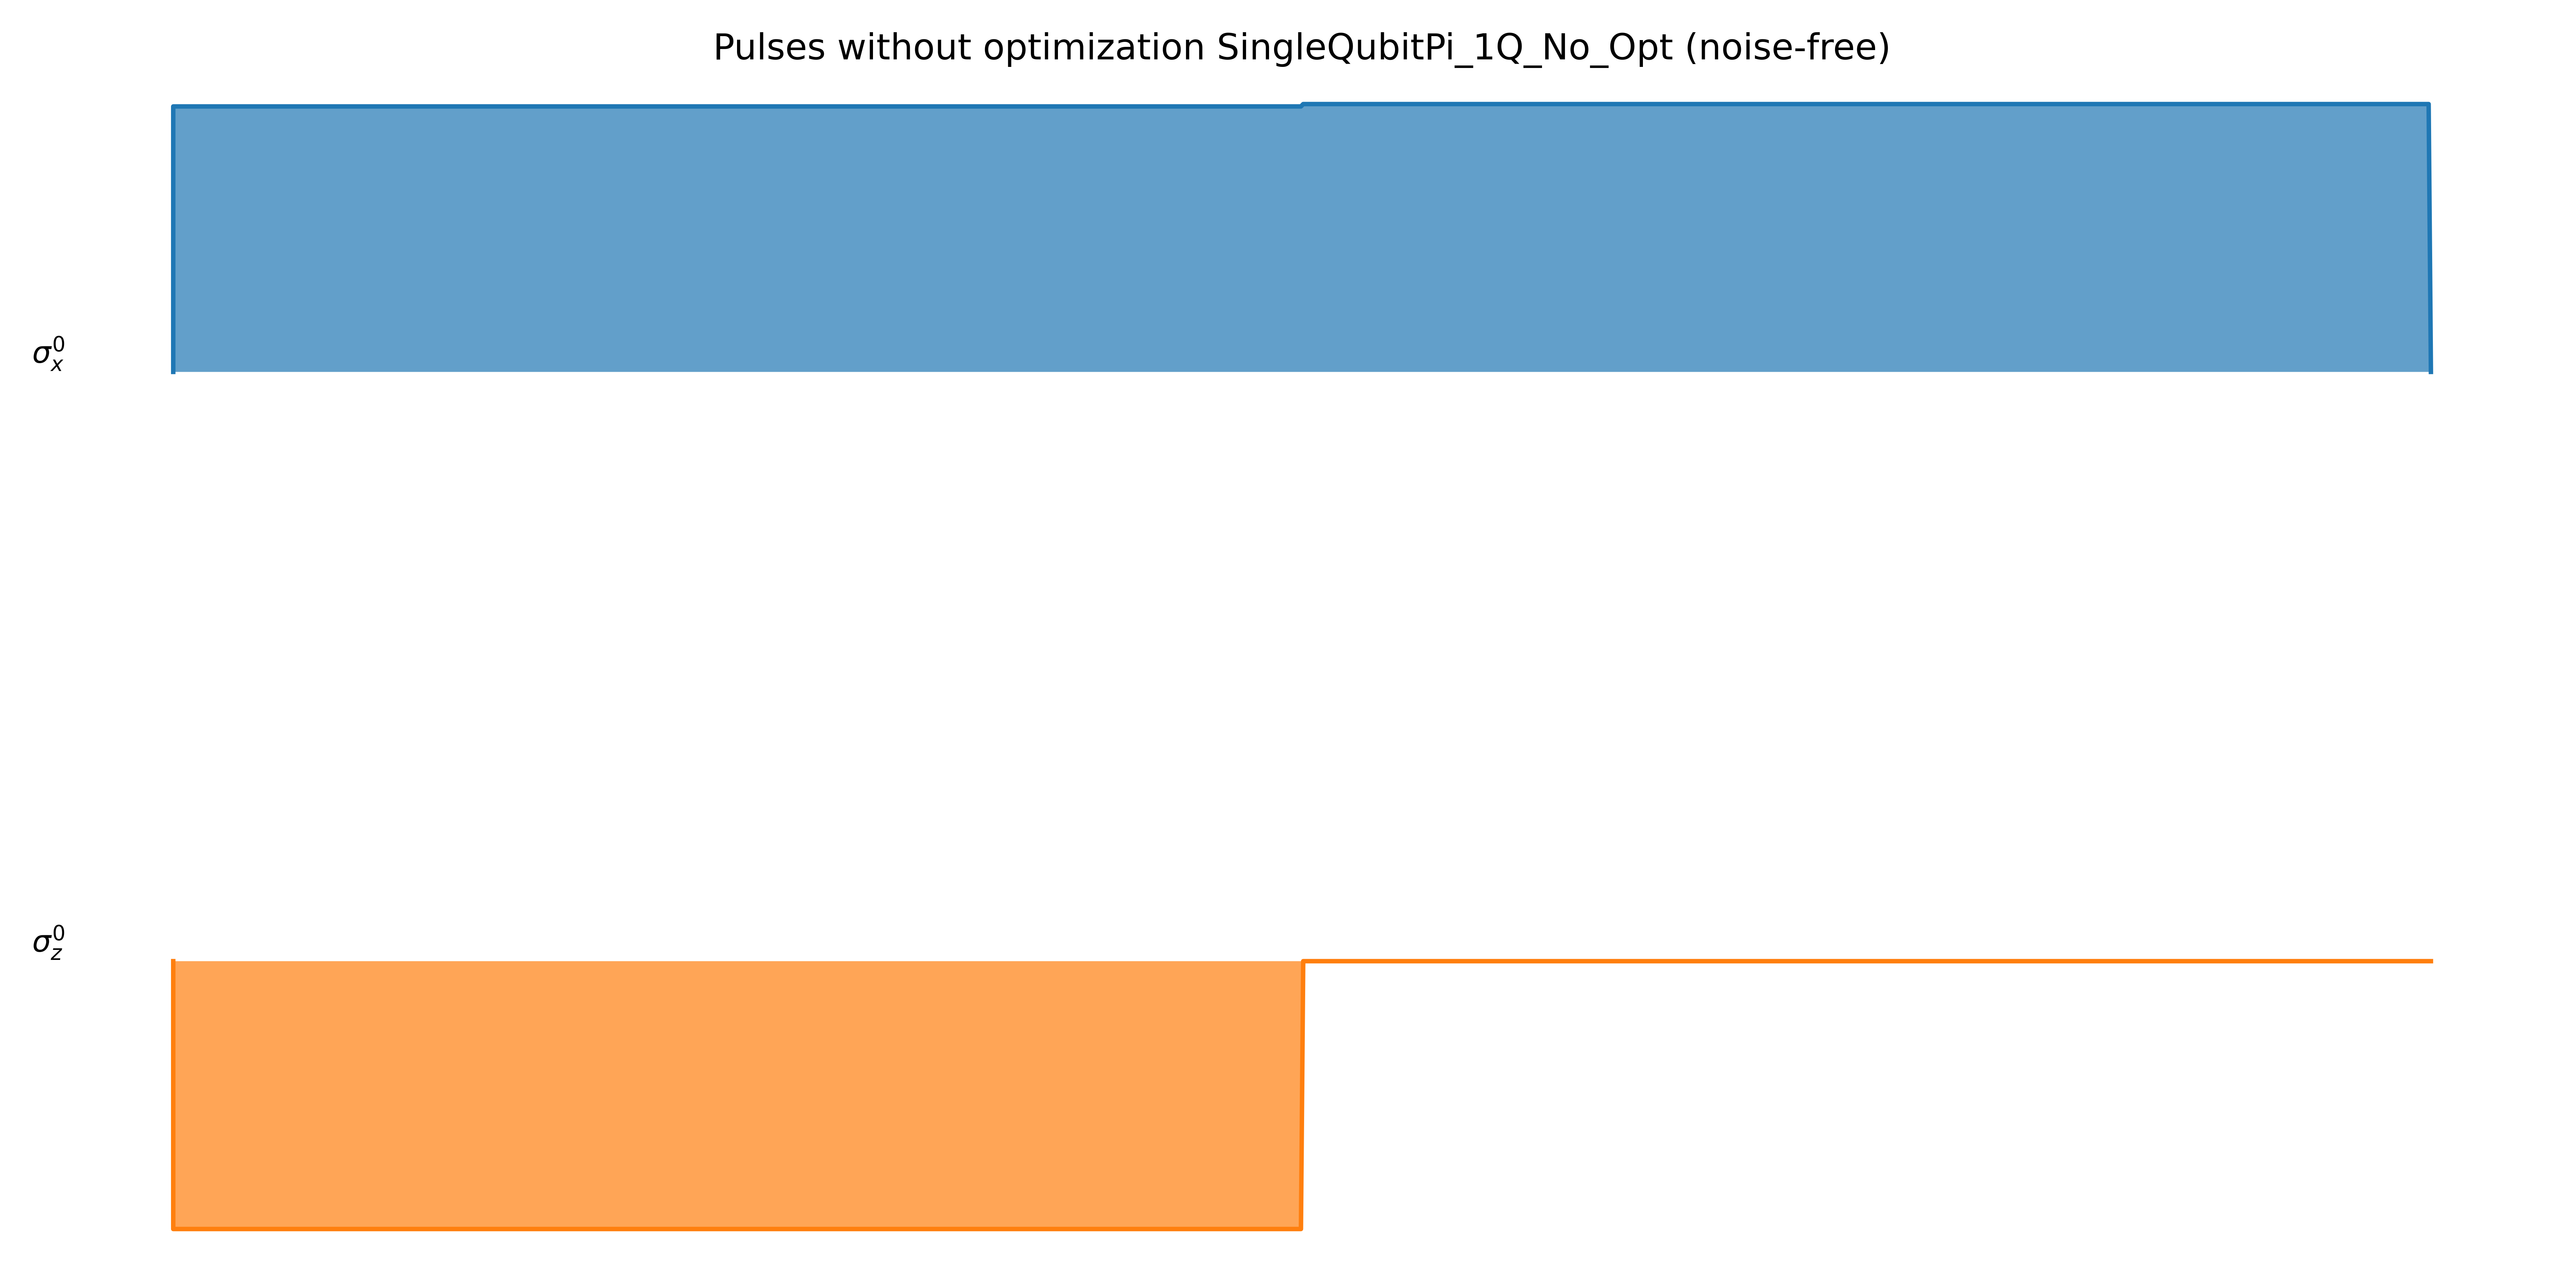 Pulses without optimization SingleQubitPi_1Q_No_Opt (noise-free)
σ_x^0
σ_z^0